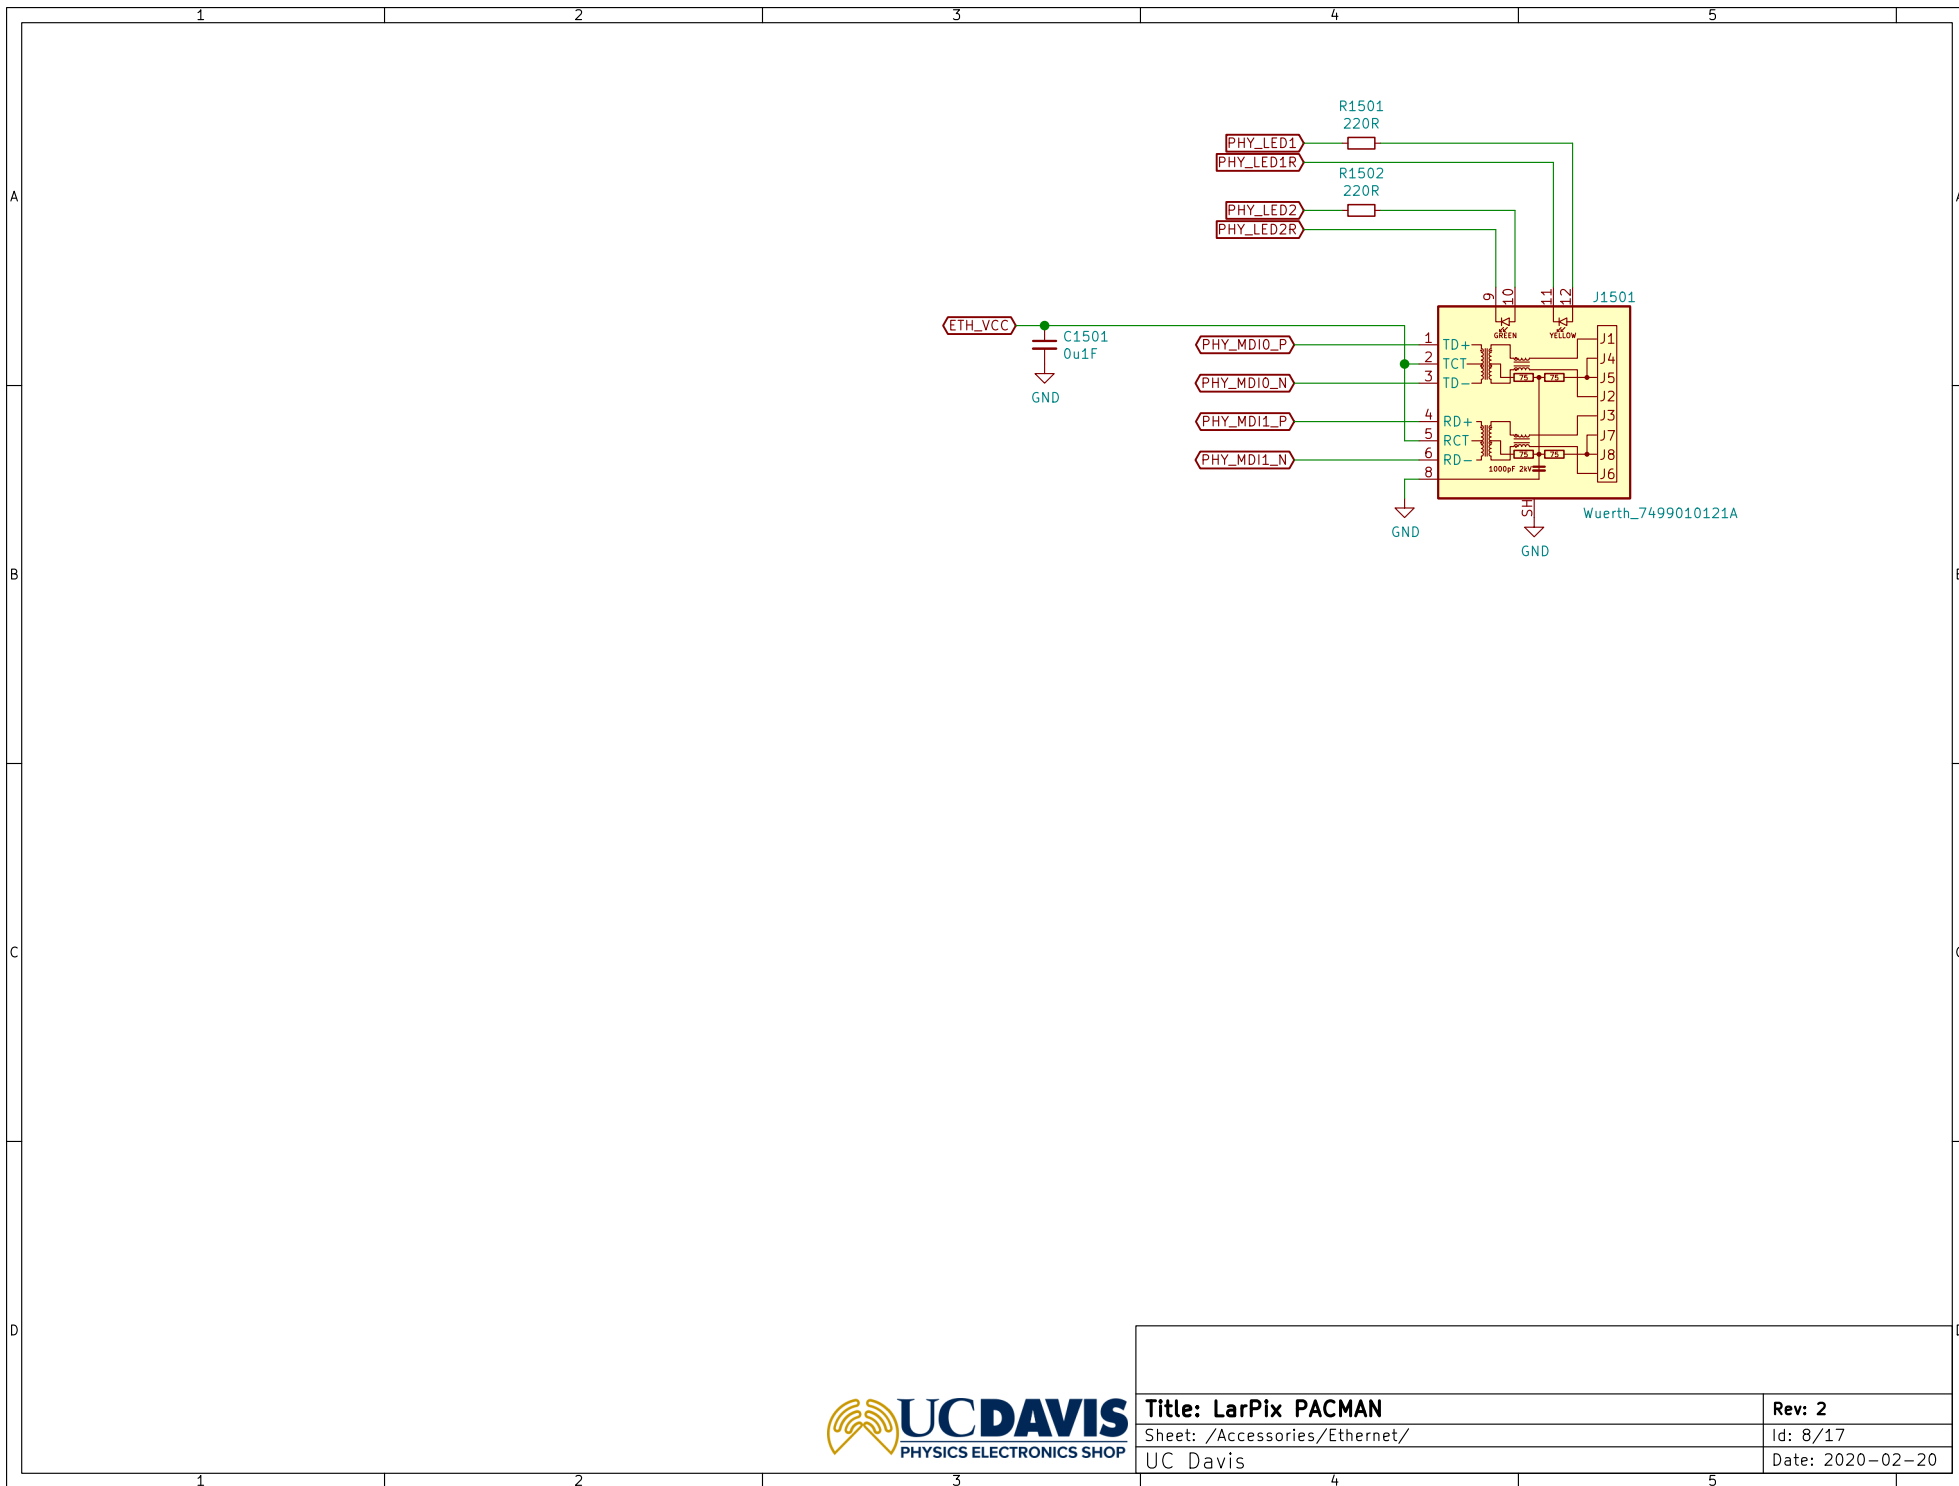 1 2 3 4 5
R1501
220R
PHY_LED1
PHY_LED1R
R1502
220R
A
PHY_LED2
PHY_LED2R
9 10 11 12
J1501
GREEN YELLOW
ETH_VCC
C1501
0u1F
GND
PHY_MDI0_P
PHY_MDI0_N
PHY_MDI1_P
PHY_MDI1_N
1 TD+
2 TCT
3 TD-
4 RD+
5 RCT
6 RD-
8
75 75
75 75
1000pF 2kV
J1
J4
J5
J2
J3
J7
J8
J6
SH
GND
GND
Wuerth_7499010121A
B
C
D
UCDAVIS
PHYSICS ELECTRONICS SHOP
Title: LarPix PACMAN
Rev: 2
Sheet: /Accessories/Ethernet/
Id: 8/17
UC Davis
Date: 2020-02-20
1 2 3 4 5